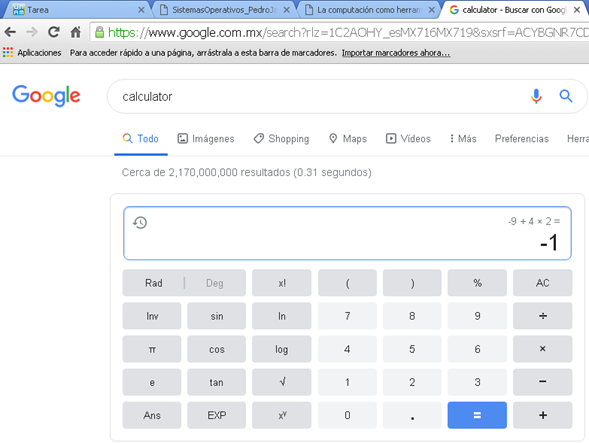 Tarea SistemasOperativos_PedroJ La computación como herram calculator - Buscar con Goog
https://www.google.com.mx/search?rlz=1C2AOHY_esMX716MX719&sxsrf=ACYBGNR7CD
Aplicaciones Para acceder rápido a una página, arrástrala a esta barra de marcadores. Importar marcadores ahora...
Google calculator
Todo Imágenes Shopping Maps Vídeos Más Preferencias Herra
Cerca de 2,170,000,000 resultados (0.31 segundos)
-9 + 4 × 2 =
-1
Rad Deg x! ( ) % AC
Inv sin ln 7 8 9 ÷
π cos log 4 5 6 ×
e tan √ 1 2 3 −
Ans EXP xʸ 0 . = +